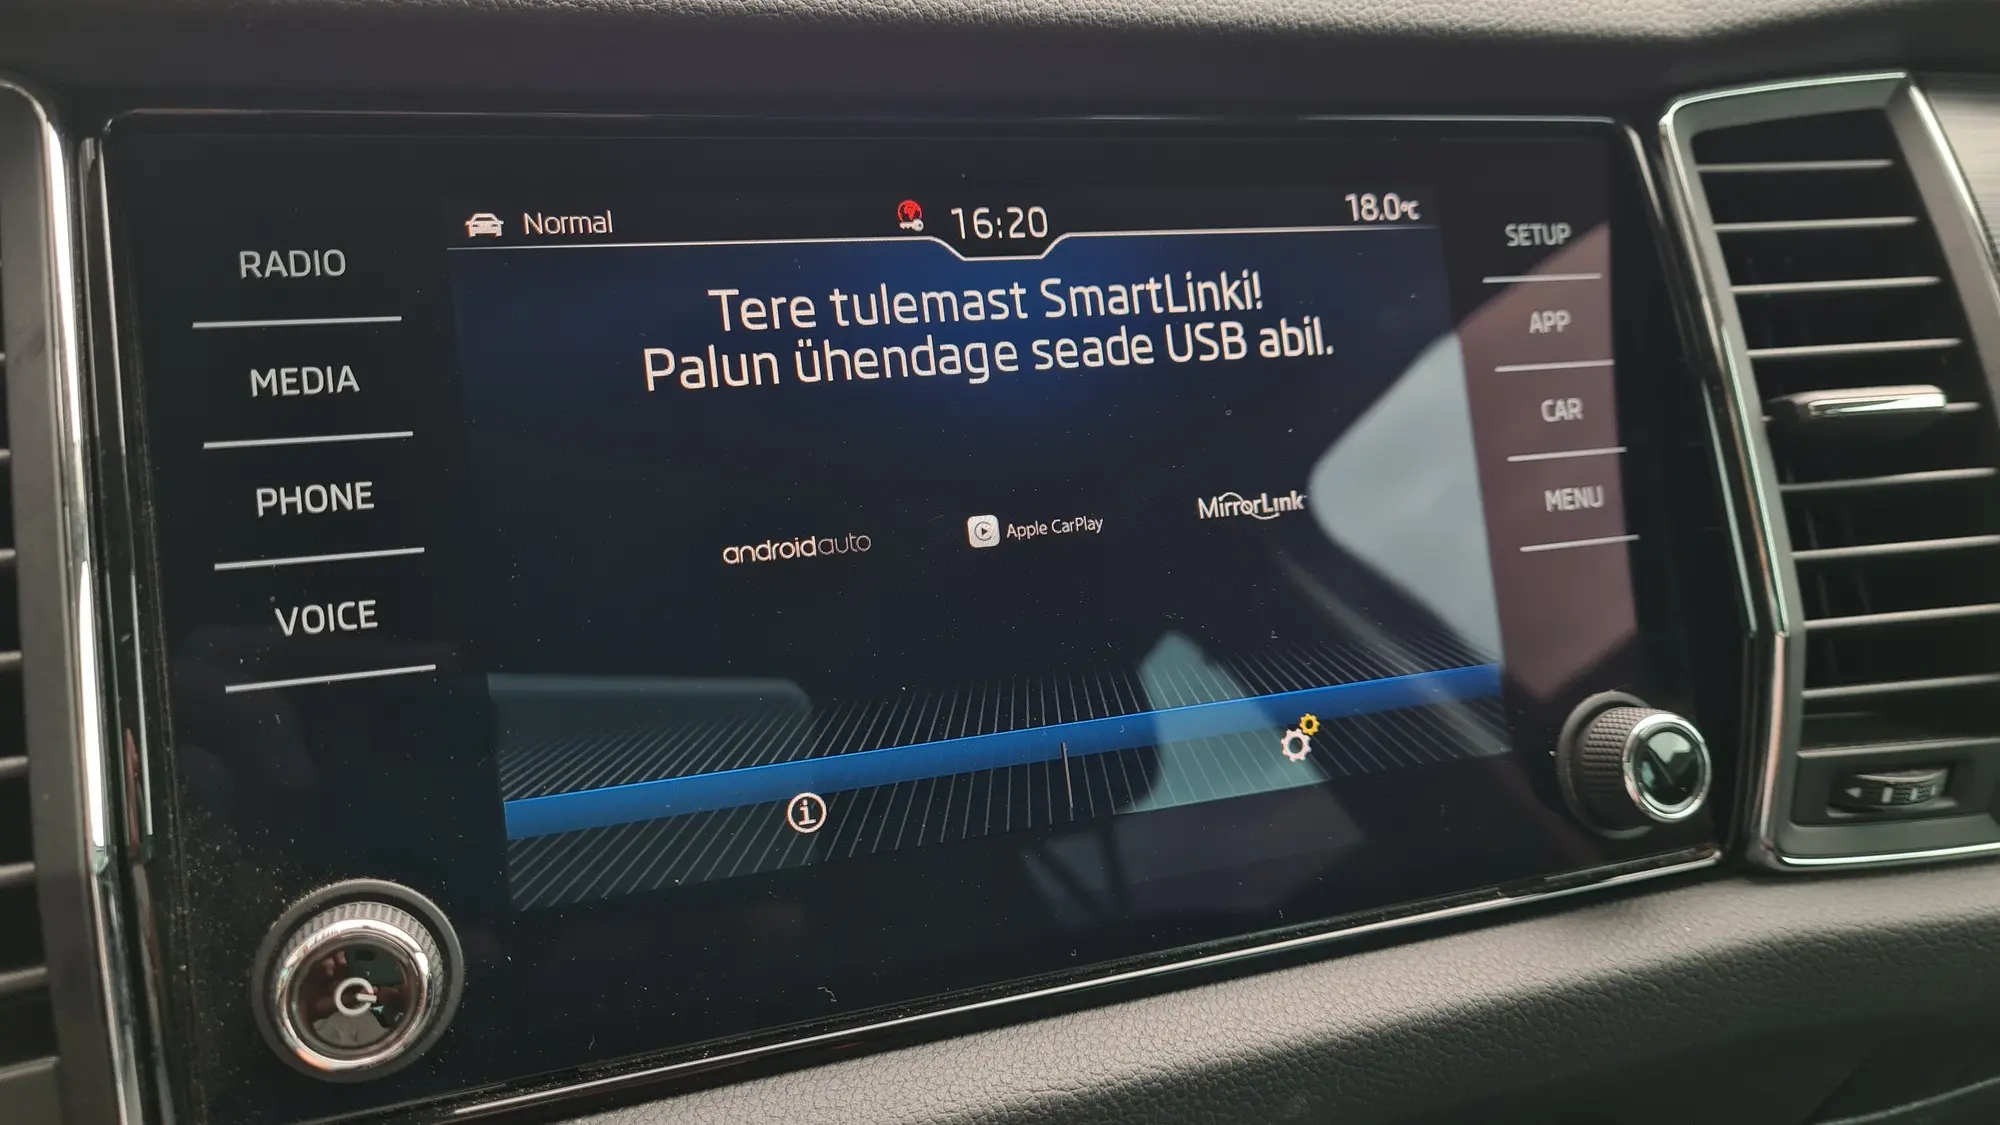 Normal
16:20
18.0°C
RADIO
MEDIA
PHONE
VOICE
Tere tulemast SmartLinki!
Palun ühendage seade USB abil.
androidauto
Apple CarPlay
MirrorLink
SETUP
APP
CAR
MENU